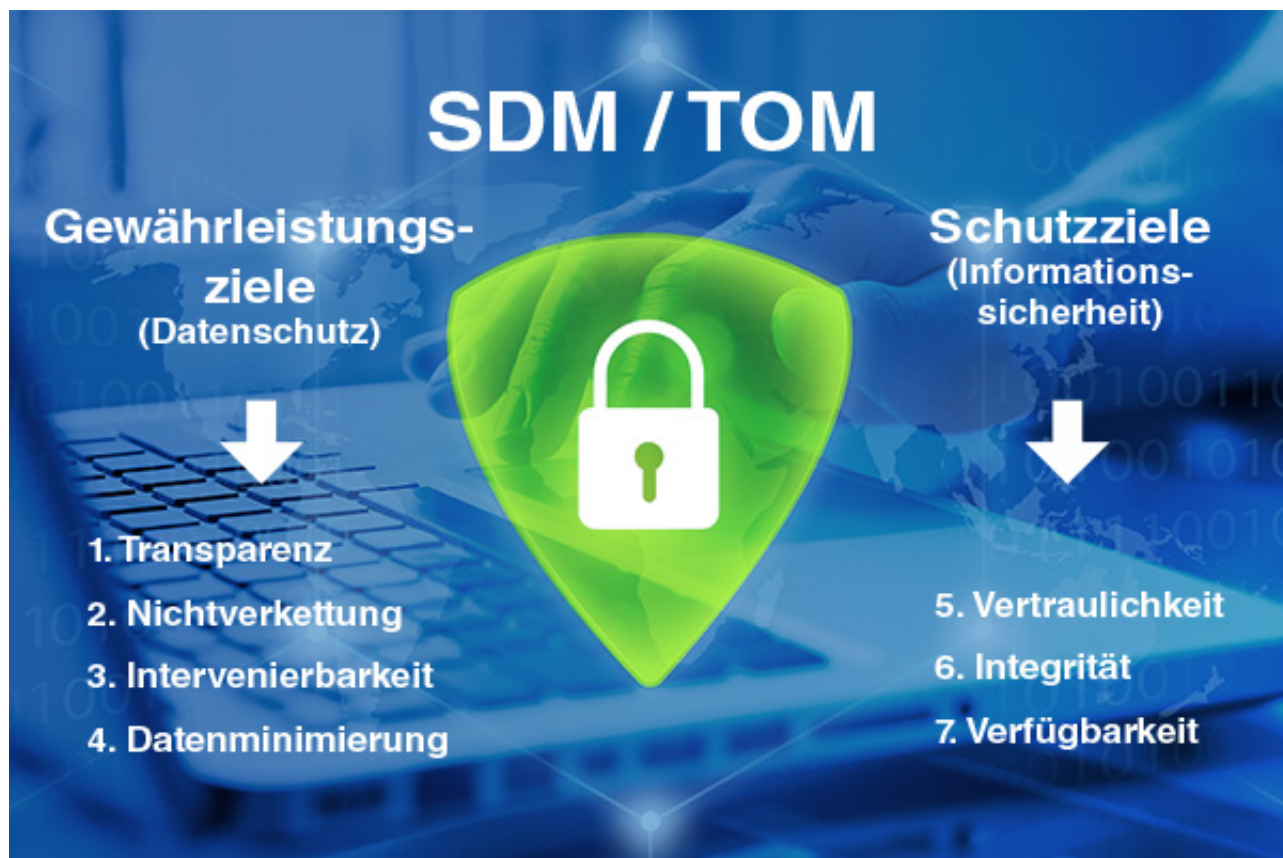 SDM / TOM
Gewährleistungs-
ziele
(Datenschutz)
1. Transparenz
2. Nichtverkettung
3. Intervenierbarkeit
4. Datenminimierung
Schutzziele
(Informations-
sicherheit)
5. Vertraulichkeit
6. Integrität
7. Verfügbarkeit